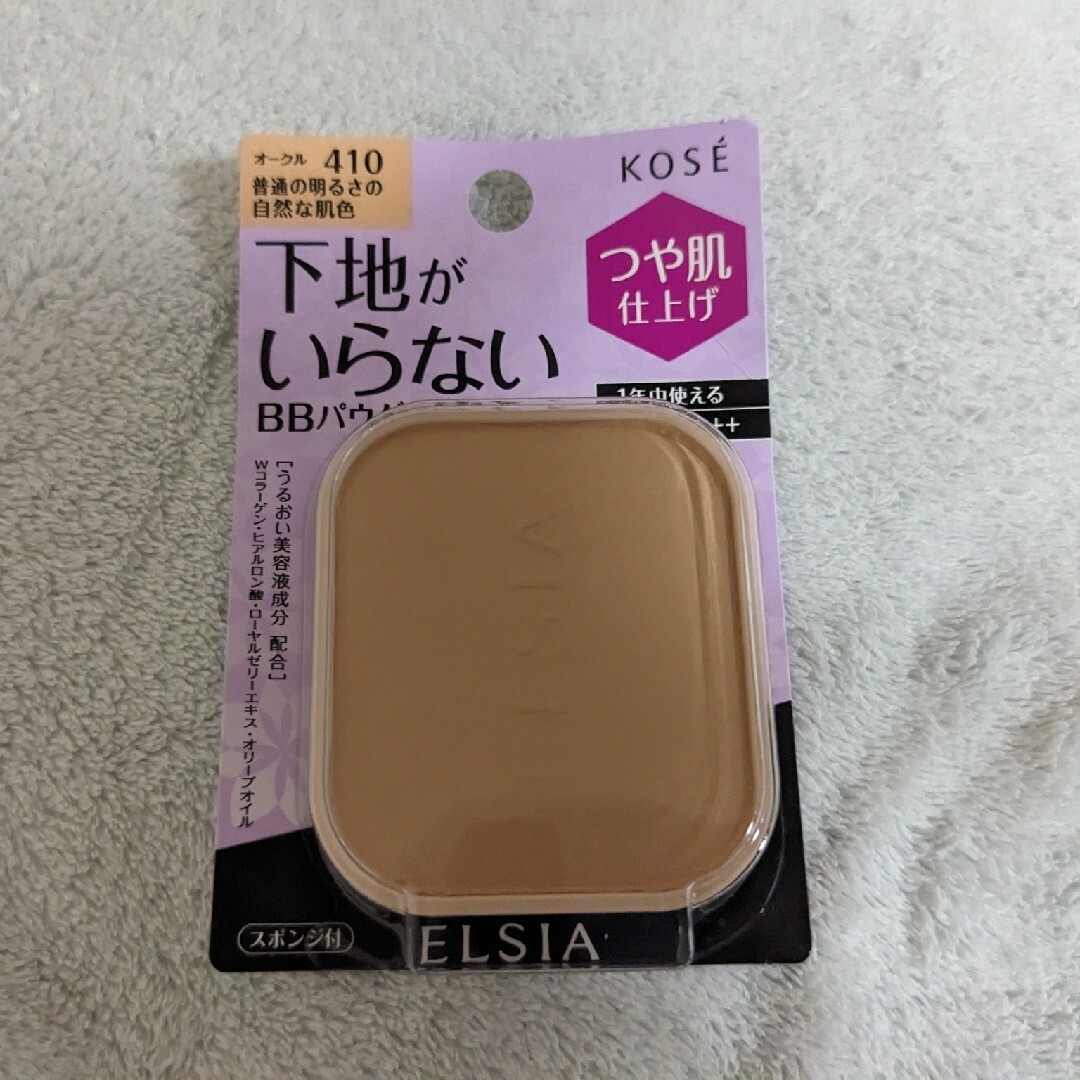 オークル 410
普通の明るさの
自然な肌色
KOSÉ
下地が
いらない
つや肌
仕上げ
1年中使える
++
BBパウダ
[うるおい美容液成分 配合]
Wコラーゲン・ヒアルロン酸・ローヤルゼリーエキス・オリーブオイル
スポンジ付
ELSIA